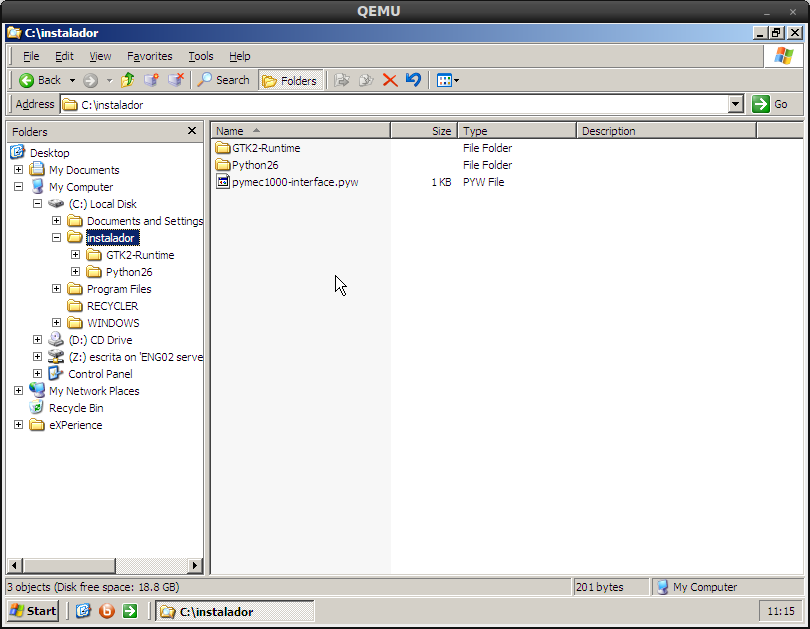 QEMU
C:\instalador
File Edit View Favorites Tools Help
Back Search Folders
Address C:\instalador Go
Folders
Desktop
My Documents
My Computer
(C:) Local Disk
Documents and Settings
instalador
GTK2-Runtime
Python26
Program Files
RECYCLER
WINDOWS
(D:) CD Drive
(Z:) escrita on 'ENG02 serve
Control Panel
My Network Places
Recycle Bin
eXPerience
Name Size Type Description
GTK2-Runtime File Folder
Python26 File Folder
pymec1000-interface.pyw 1 KB PYW File
3 objects (Disk free space: 18.8 GB) 201 bytes My Computer
Start C:\instalador 11:15